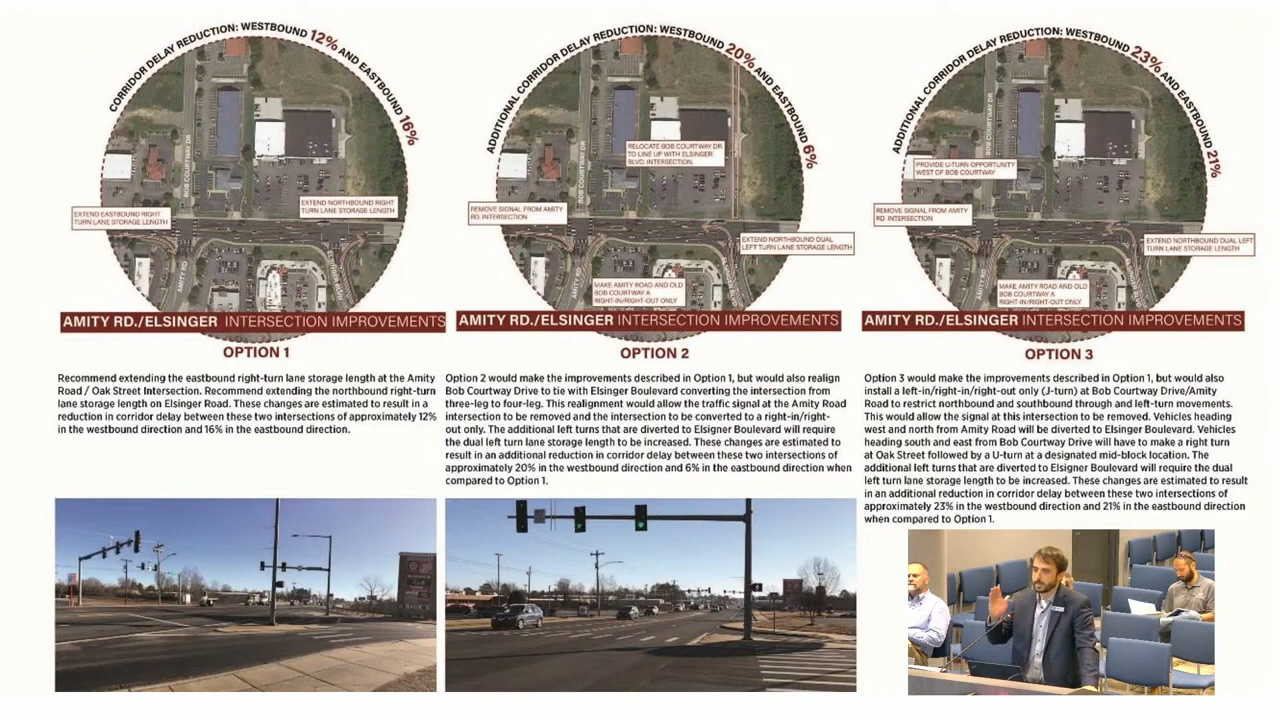 CORRIDOR DELAY REDUCTION: WESTBOUND 12% AND EASTBOUND 16%
BOB COURTWAY DR
EXTEND EASTBOUND RIGHT
TURN LANE STORAGE LENGTH
EXTEND NORTHBOUND RIGHT
TURN LANE STORAGE LENGTH
AMITY RD
AMITY RD./ELSINGER INTERSECTION IMPROVEMENTS
OPTION 1
Recommend extending the eastbound right-turn lane storage length at the Amity
Road / Oak Street Intersection. Recommend extending the northbound right-turn
lane storage length on Elsinger Road. These changes are estimated to result in a
reduction in corridor delay between these two intersections of approximately 12%
in the westbound direction and 16% in the eastbound direction.
ADDITIONAL CORRIDOR DELAY REDUCTION: WESTBOUND 20% AND EASTBOUND 6%
BOB COURTWAY DR
RELOCATE BOB COURTWAY DR.
TO LINE UP WITH ELSINGER
BLVD. INTERSECTION.
REMOVE SIGNAL FROM AMITY
RD. INTERSECTION
EXTEND NORTHBOUND DUAL
LEFT TURN LANE STORAGE LENGTH
AMITY RD
MAKE AMITY ROAD AND OLD
BOB COURTWAY A
RIGHT-IN/RIGHT-OUT ONLY
AMITY RD./ELSINGER INTERSECTION IMPROVEMENTS
OPTION 2
Option 2 would make the improvements described in Option 1, but would also realign
Bob Courtway Drive to tie with Elsinger Boulevard converting the intersection from
three-leg to four-leg. This realignment would allow the traffic signal at the Amity Road
intersection to be removed and the intersection to be converted to a right-in/right-
out only. The additional left turns that are diverted to Elsigner Boulevard will require
the dual left turn lane storage length to be increased. These changes are estimated to
result in an additional reduction in corridor delay between these two intersections of
approximately 20% in the westbound direction and 6% in the eastbound direction when
compared to Option 1.
ADDITIONAL CORRIDOR DELAY REDUCTION: WESTBOUND 23% AND EASTBOUND 21%
BOB COURTWAY DR
PROVIDE U-TURN OPPORTUNITY
WEST OF BOB COURTWAY
REMOVE SIGNAL FROM AMITY
RD. INTERSECTION
EXTEND NORTHBOUND DUAL LEFT
TURN LANE STORAGE LENGTH
AMITY RD
MAKE AMITY ROAD AND OLD
BOB COURTWAY A
RIGHT-IN/RIGHT-OUT ONLY
AMITY RD./ELSINGER INTERSECTION IMPROVEMENTS
OPTION 3
Option 3 would make the improvements described in Option 1, but would also
install a left-in/right-in/right-out only (J-turn) at Bob Courtway Drive/Amity
Road to restrict northbound and southbound through and left-turn movements.
This would allow the signal at this intersection to be removed. Vehicles heading
west and north from Amity Road will be diverted to Elsinger Boulevard. Vehicles
heading south and east from Bob Courtway Drive will have to make a right turn
at Oak Street followed by a U-turn at a designated mid-block location. The
additional left turns that are diverted to Elsigner Boulevard will require the dual
left turn lane storage length to be increased. These changes are estimated to result
in an additional reduction in corridor delay between these two intersections of
approximately 23% in the westbound direction and 21% in the eastbound direction
when compared to Option 1.